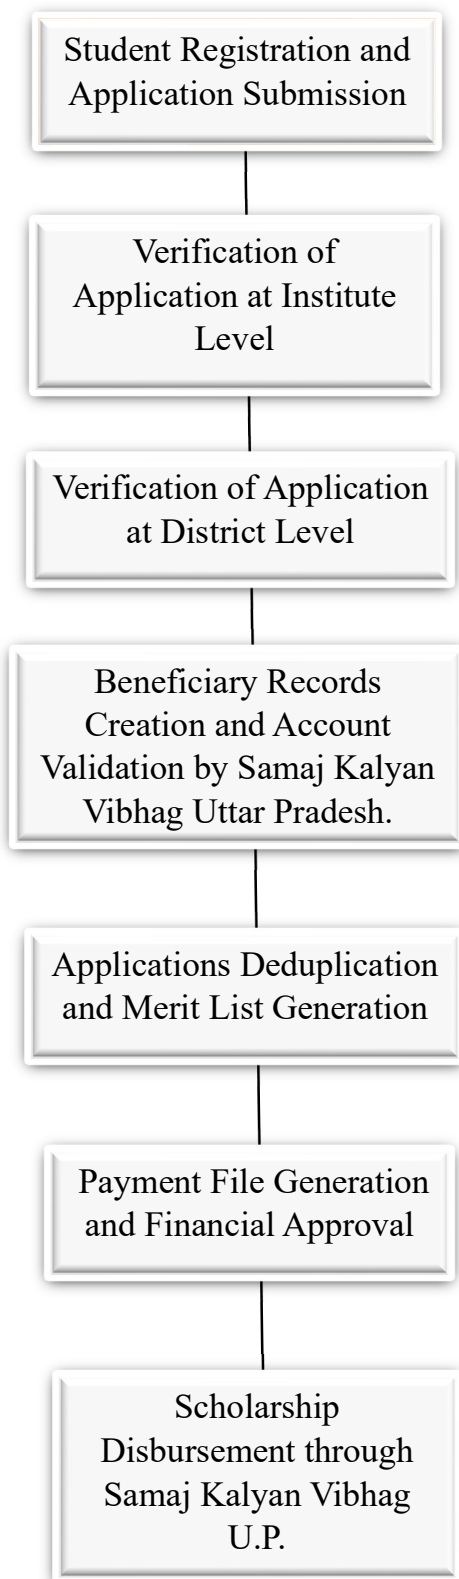 Student Registration and
Application Submission
Verification of
Application at Institute
Level
Verification of Application
at District Level
Beneficiary Records
Creation and Account
Validation by Samaj Kalyan
Vibhag Uttar Pradesh.
Applications Deduplication
and Merit List Generation
Payment File Generation
and Financial Approval
Scholarship
Disbursement through
Samaj Kalyan Vibhag
U.P.